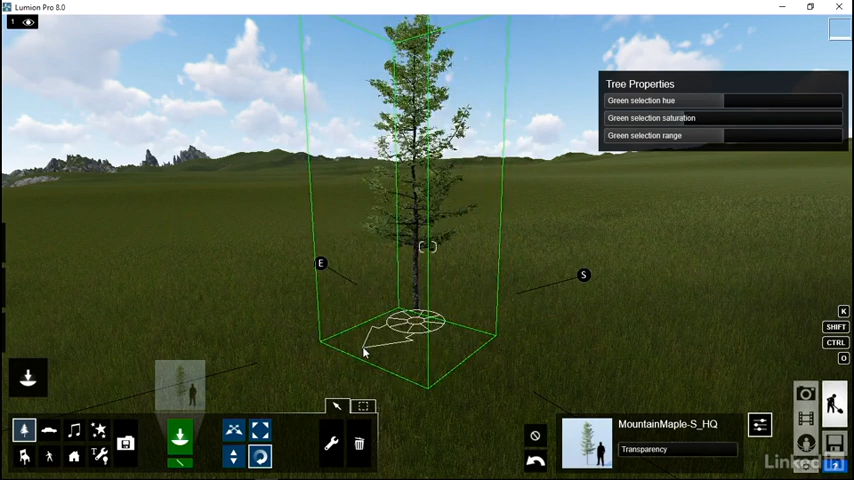 Lumion Pro 8.0
1
Tree Properties
Green selection hue
Green selection saturation
Green selection range
E
S
K
SHIFT
CTRL
O
MountainMaple-S_HQ
Transparency
LinkedIn
?